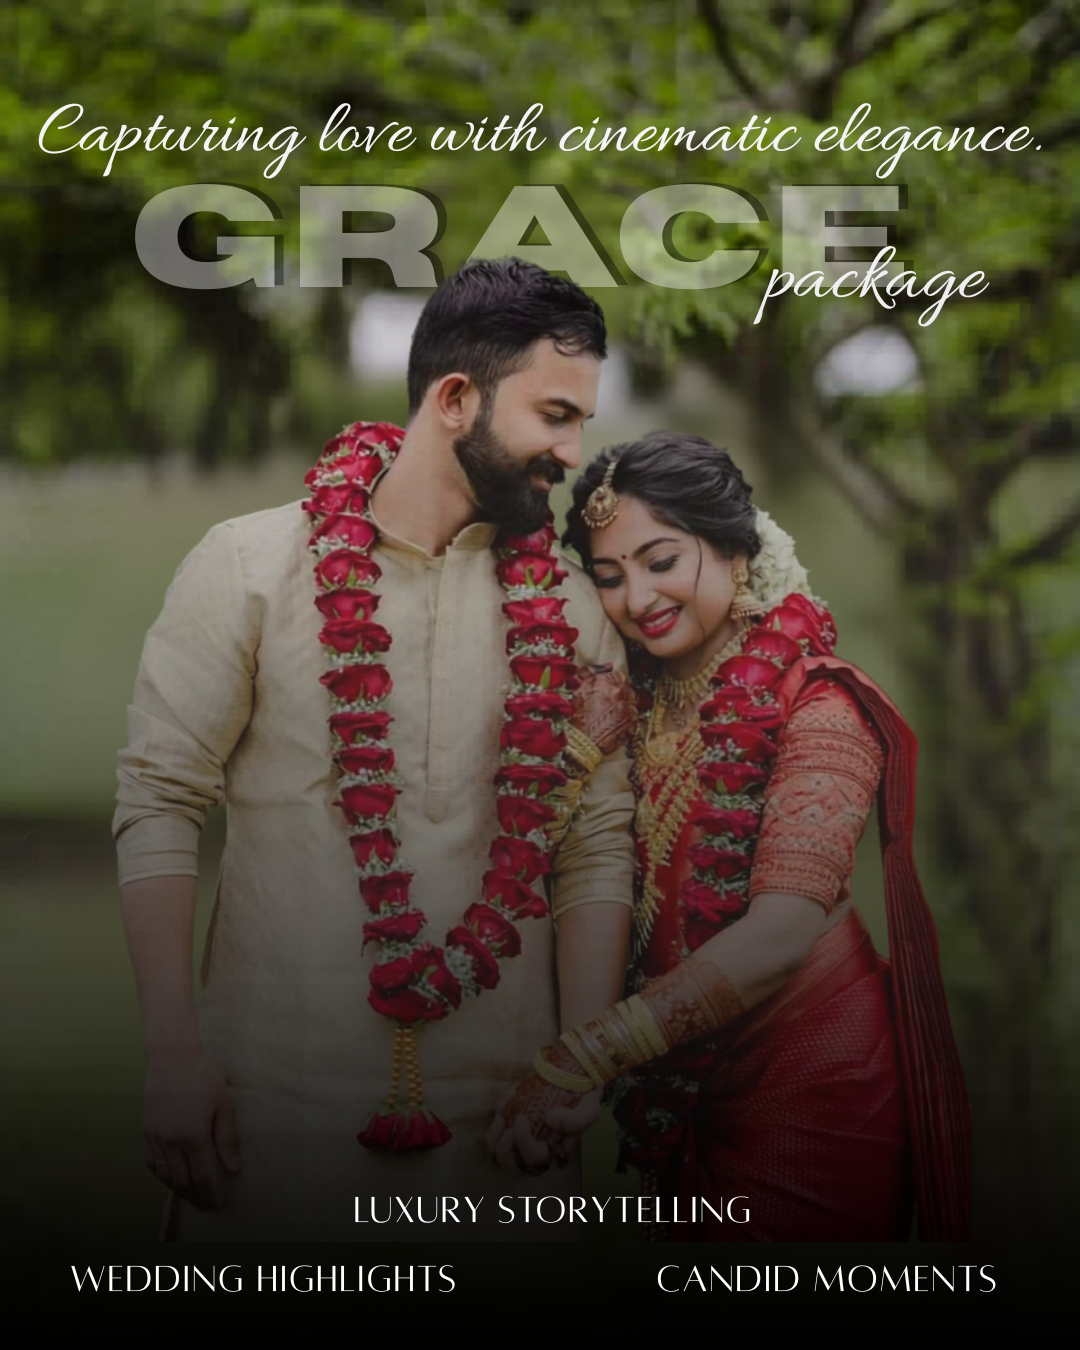 Capturing love with cinematic elegance.
GRACE
package
LUXURY STORYTELLING
WEDDING HIGHLIGHTS
CANDID MOMENTS